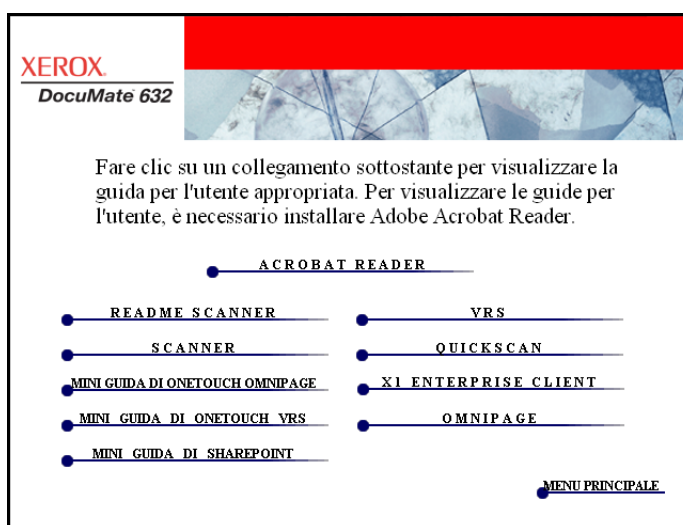 XEROX.
DocuMate 632
Fare clic su un collegamento sottostante per visualizzare la
guida per l'utente appropriata. Per visualizzare le guide per
l'utente, è necessario installare Adobe Acrobat Reader.
ACROBAT READER
README SCANNER
VRS
SCANNER
QUICKSCAN
MINI GUIDA DI ONETOUCH OMNIPAGE
X1 ENTERPRISE CLIENT
MINI GUIDA DI ONETOUCH VRS
OMNIPAGE
MINI GUIDA DI SHAREPOINT
MENU PRINCIPALE